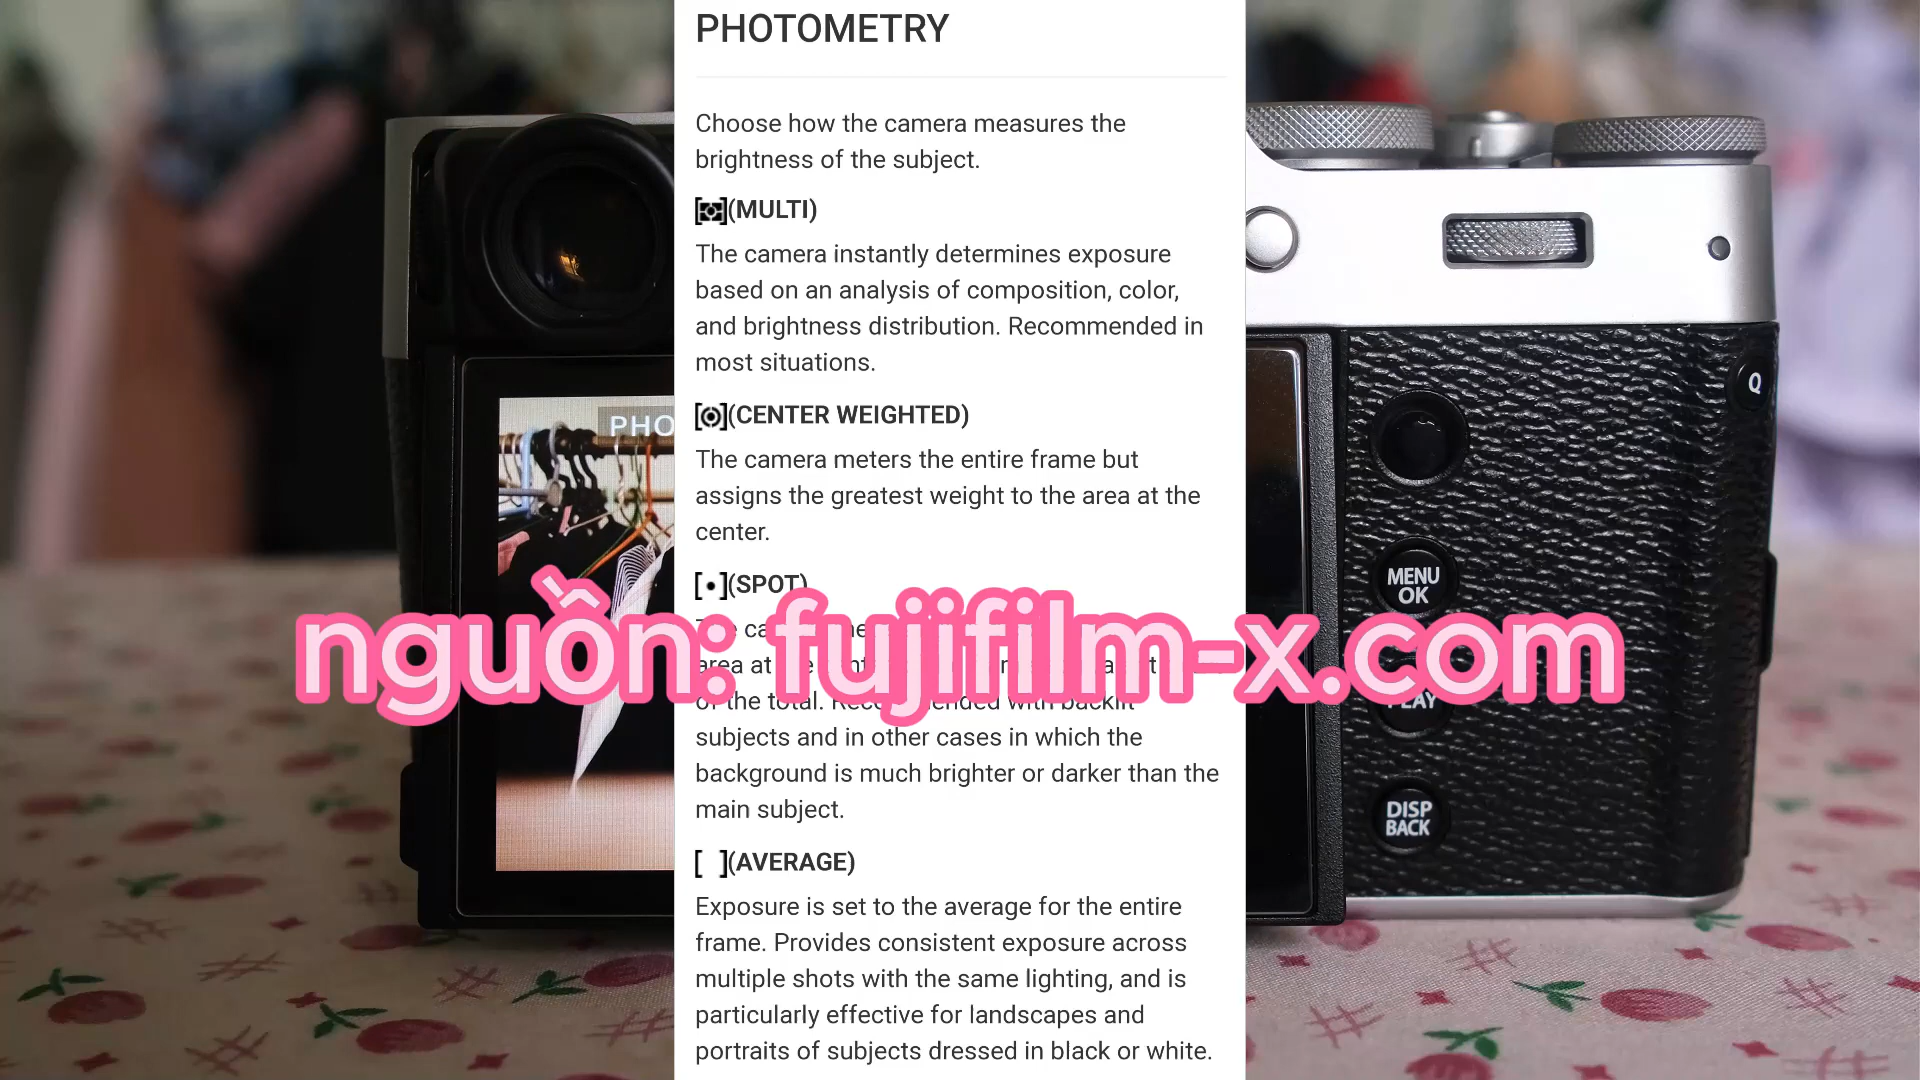 PHOTOMETRY
Choose how the camera measures the
brightness of the subject.
(MULTI)
The camera instantly determines exposure
based on an analysis of composition, color,
and brightness distribution. Recommended in
most situations.
(CENTER WEIGHTED)
The camera meters the entire frame but
assigns the greatest weight to the area at the
center.
(SPOT)
nguồn: fujifilm-x.com
area at
of the total. with backlit
subjects and in other cases in which the
background is much brighter or darker than the
main subject.
(AVERAGE)
Exposure is set to the average for the entire
frame. Provides consistent exposure across
multiple shots with the same lighting, and is
particularly effective for landscapes and
portraits of subjects dressed in black or white.
PHO
Q
MENU
OK
DISP
BACK